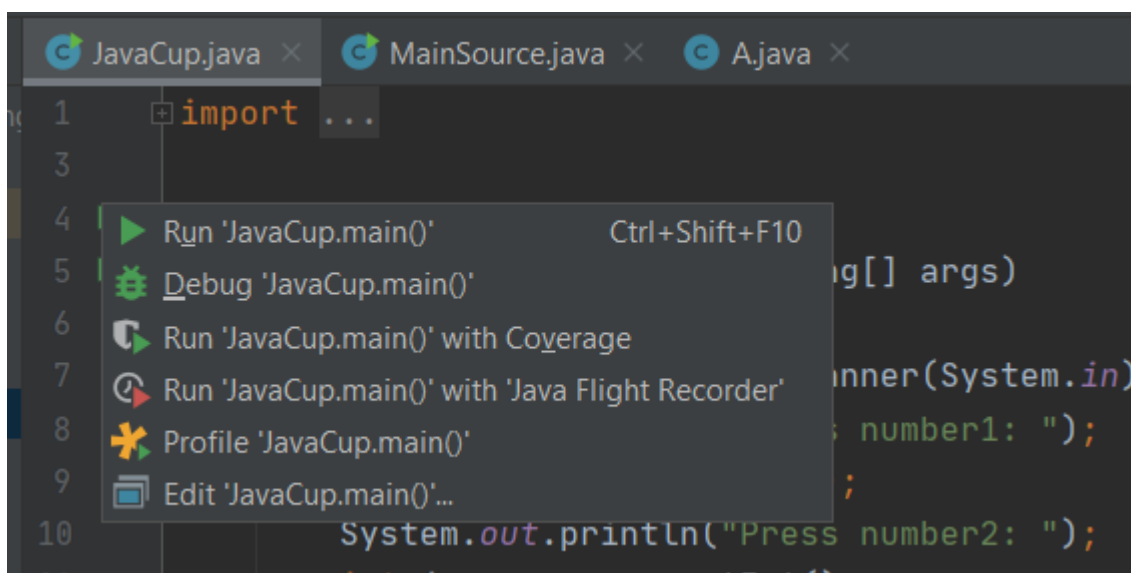 JavaCup.java MainSource.java A.java
1 import ...
3
4
Run 'JavaCup.main()' Ctrl+Shift+F10
5 args)
Debug 'JavaCup.main()'
6
Run 'JavaCup.main()' with Coverage
7 (System.in)
Run 'JavaCup.main()' with 'Java Flight Recorder'
8 number1: ");
Profile 'JavaCup.main()'
9 ;
Edit 'JavaCup.main()'...
10 System.out.println("Press number2: ");